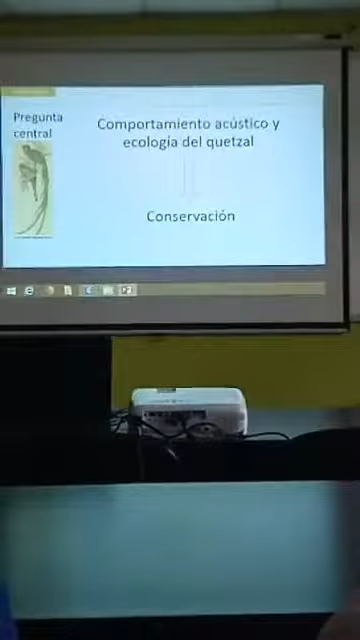 Pregunta
central
Comportamiento acústico y
ecología del quetzal
Conservación